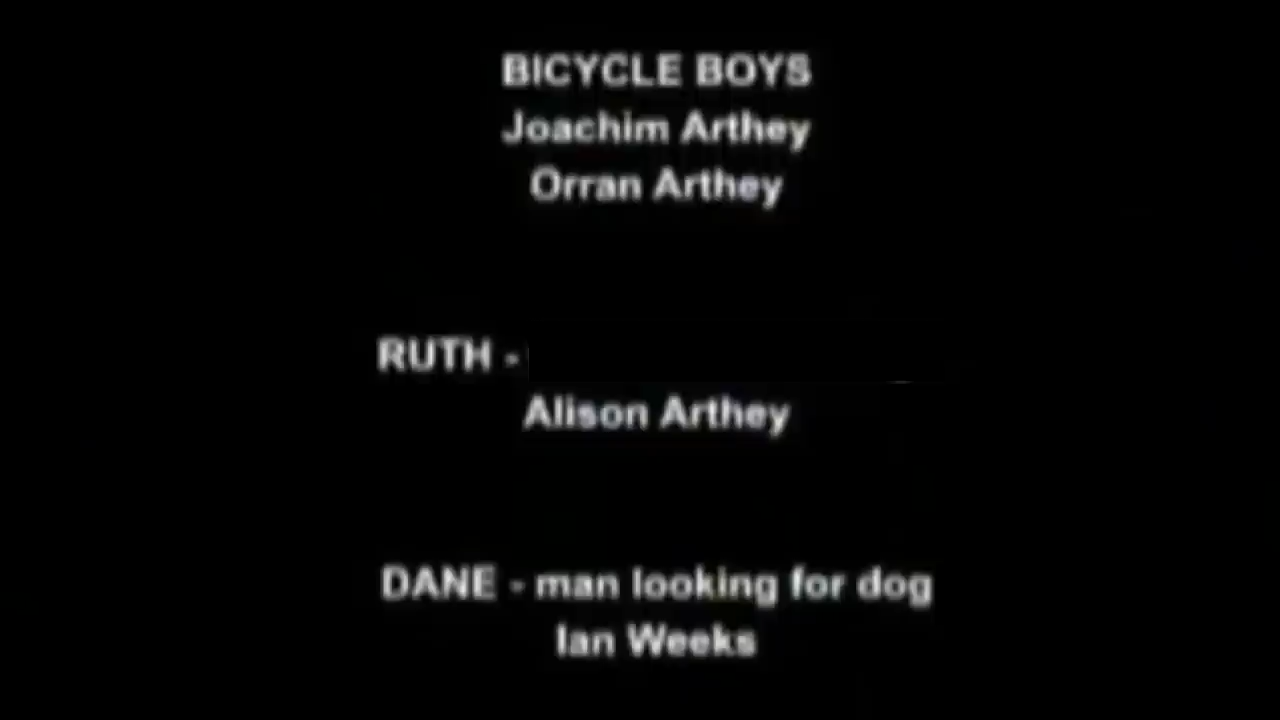 BICYCLE BOYS
Joachim Arthey
Orran Arthey
RUTH -
Alison Arthey
DANE - man looking for dog
Ian Weeks